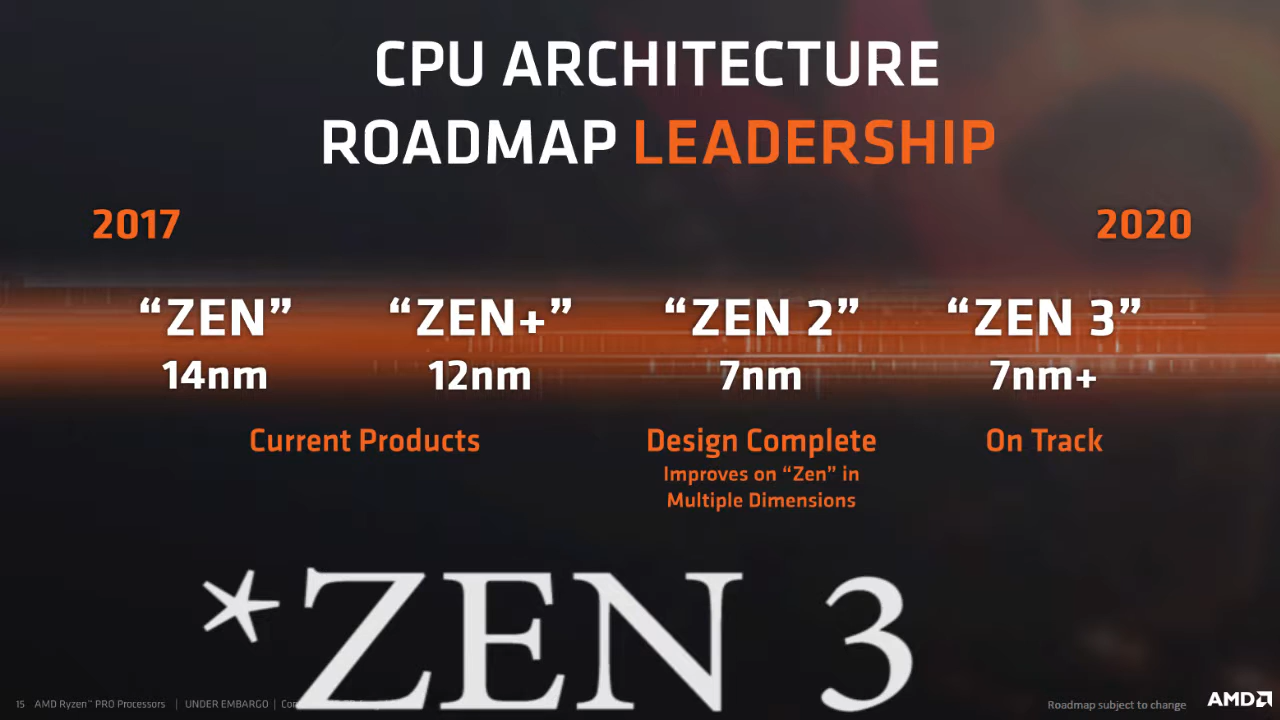 CPU ARCHITECTURE
ROADMAP LEADERSHIP
2017 2020
“ZEN” “ZEN+” “ZEN 2” “ZEN 3”
14nm 12nm 7nm 7nm+
Current Products Design Complete On Track
Improves on “Zen” in
Multiple Dimensions
*ZEN 3
15 AMD Ryzen™ PRO Processors | UNDER EMBARGO | Roadmap subject to change AMD